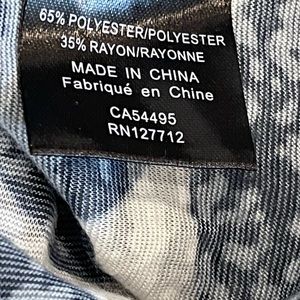 65% POLYESTER/POLYESTER
35% RAYON/RAYONNE
MADE IN CHINA
Fabriqué en Chine
CA54495
RN127712